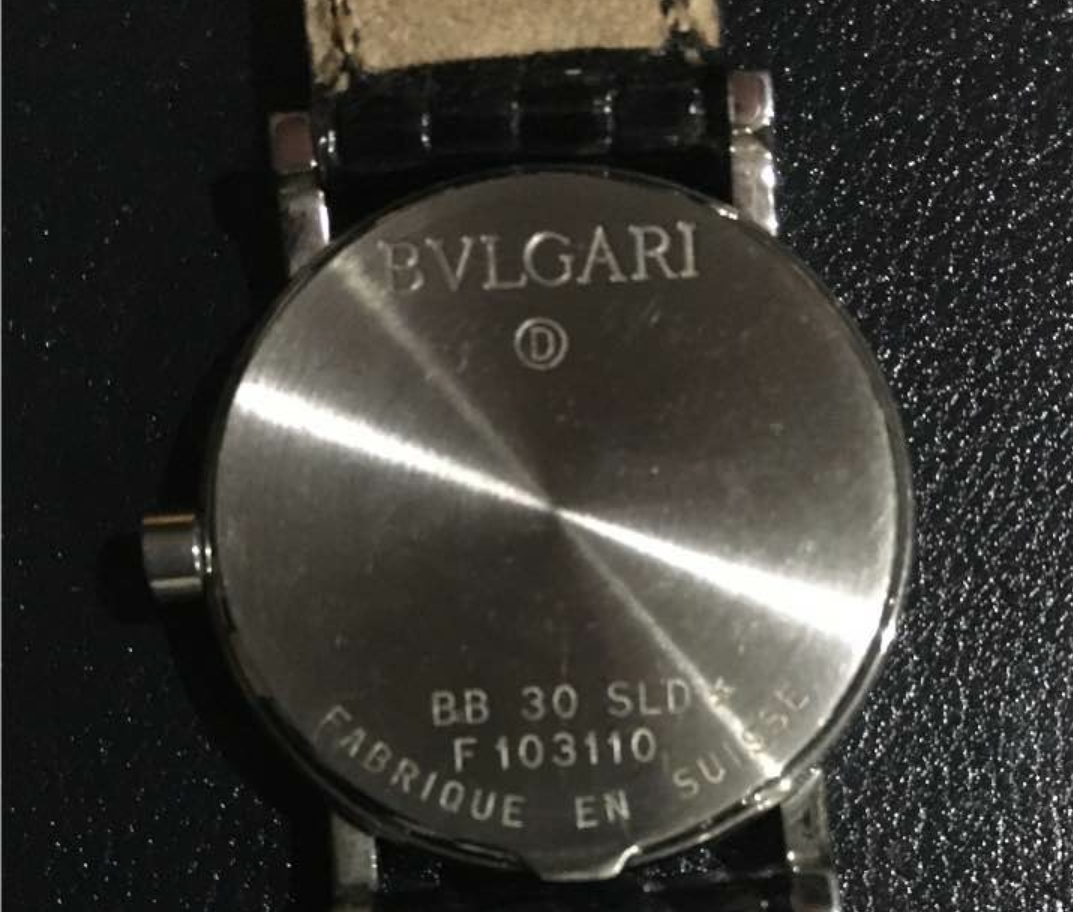 BVLGARI
D
BB 30 SLD
F 103110
FABRIQUE EN SUISSE